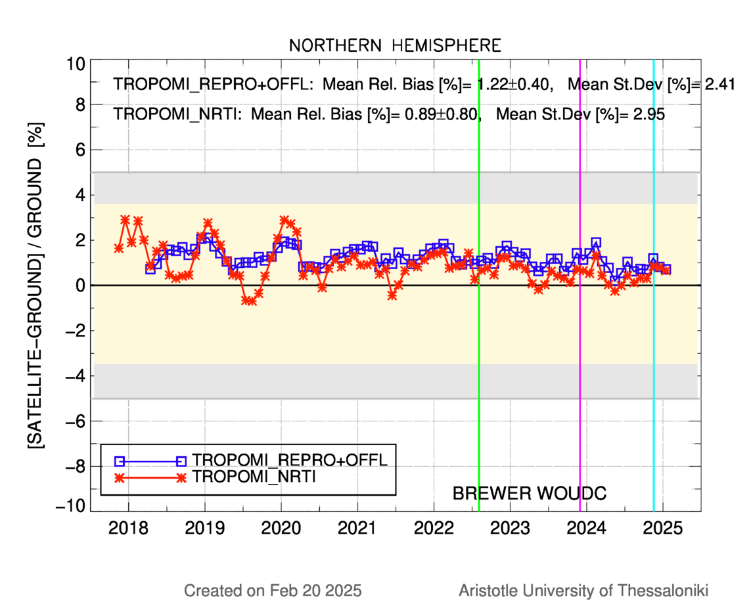 NORTHERN HEMISPHERE
10
TROPOMI_REPRO+OFFL: Mean Rel. Bias [%]= 1.22±0.40, Mean St.Dev [%]= 2.41
8
TROPOMI_NRTI: Mean Rel. Bias [%]= 0.89±0.80, Mean St.Dev [%]= 2.95
6
4
2
0
−2
−4
−6
−8
−10
[SATELLITE−GROUND] / GROUND [%]
TROPOMI_REPRO+OFFL
TROPOMI_NRTI
BREWER WOUDC
2018 2019 2020 2021 2022 2023 2024 2025
Created on Feb 20 2025 Aristotle University of Thessaloniki